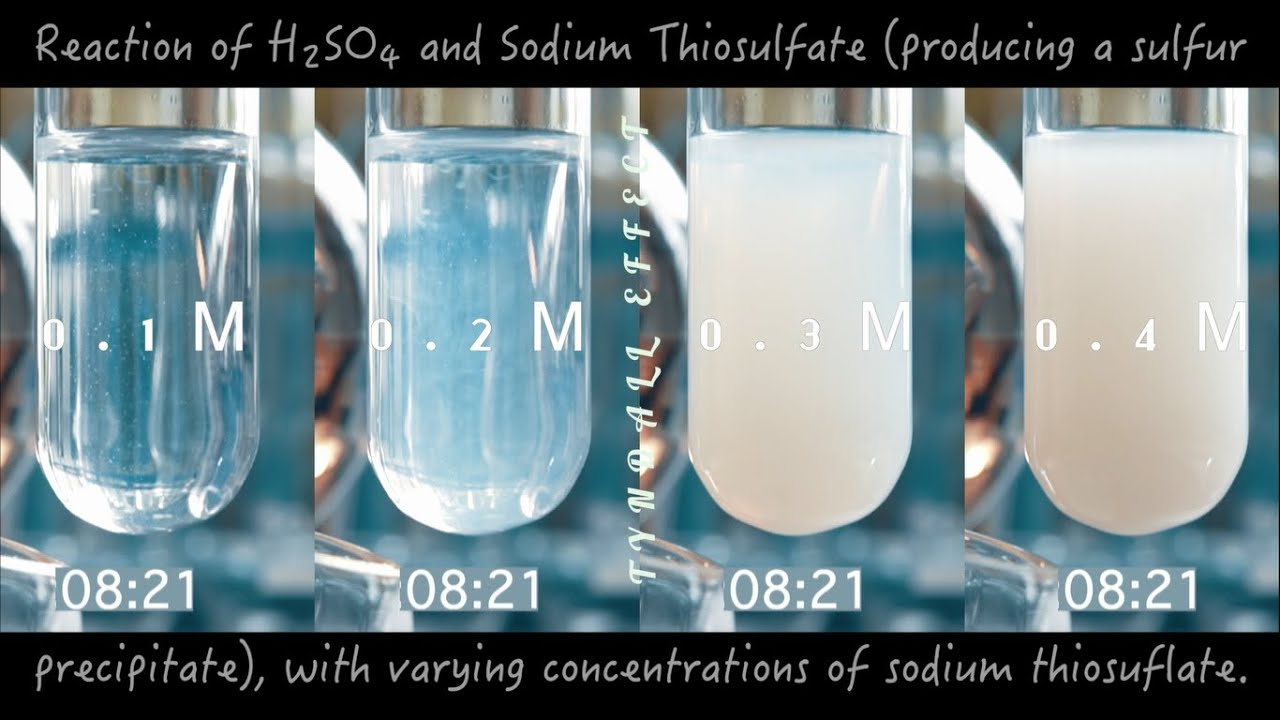 Reaction of H₂SO₄ and Sodium Thiosulfate (producing a sulfur
TYNDALL EFFECT
0.1 M
0.2 M
0.3 M
0.4 M
08:21
08:21
08:21
08:21
precipitate), with varying concentrations of sodium thiosuflate.